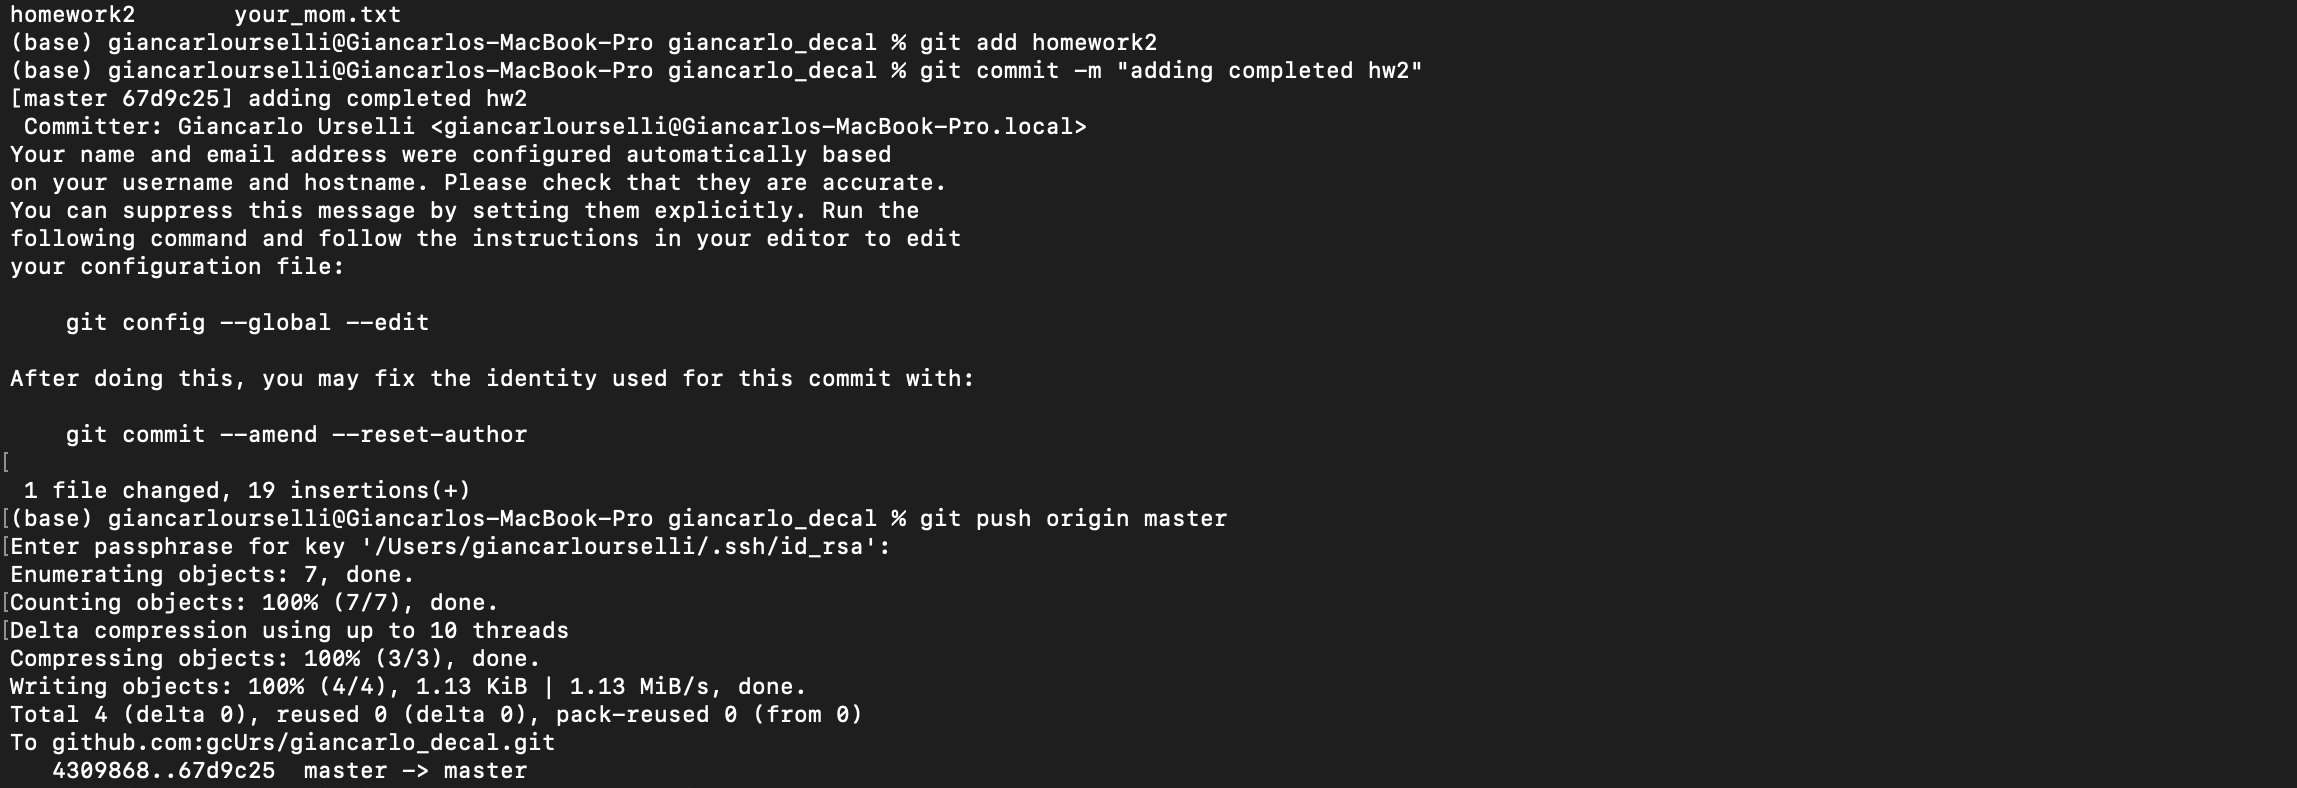 homework2       your_mom.txt
(base) giancarlourselli@Giancarlos-MacBook-Pro giancarlo_decal % git add homework2
(base) giancarlourselli@Giancarlos-MacBook-Pro giancarlo_decal % git commit -m "adding completed hw2"
[master 67d9c25] adding completed hw2
 Committer: Giancarlo Urselli <giancarlourselli@Giancarlos-MacBook-Pro.local>
Your name and email address were configured automatically based
on your username and hostname. Please check that they are accurate.
You can suppress this message by setting them explicitly. Run the
following command and follow the instructions in your editor to edit
your configuration file:

    git config --global --edit

After doing this, you may fix the identity used for this commit with:

    git commit --amend --reset-author
[
 1 file changed, 19 insertions(+)
[(base) giancarlourselli@Giancarlos-MacBook-Pro giancarlo_decal % git push origin master
[Enter passphrase for key '/Users/giancarlourselli/.ssh/id_rsa':
Enumerating objects: 7, done.
[Counting objects: 100% (7/7), done.
[Delta compression using up to 10 threads
Compressing objects: 100% (3/3), done.
Writing objects: 100% (4/4), 1.13 KiB | 1.13 MiB/s, done.
Total 4 (delta 0), reused 0 (delta 0), pack-reused 0 (from 0)
To github.com:gcUrs/giancarlo_decal.git
   4309868..67d9c25  master -> master